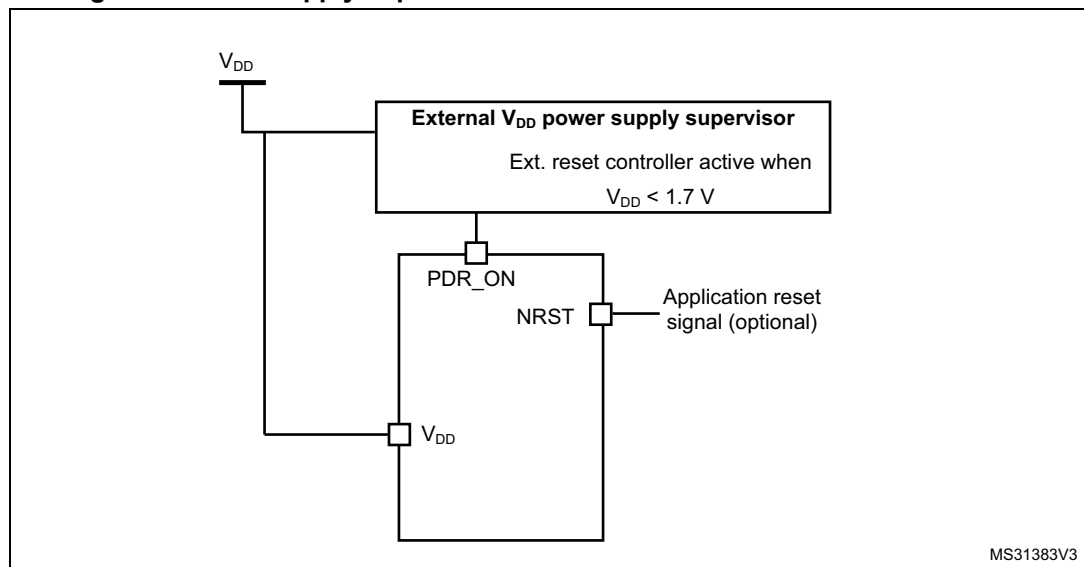 VDD
External VDD power supply supervisor
Ext. reset controller active when
VDD < 1.7 V
PDR_ON
NRST
Application reset
signal (optional)
VDD
MS31383V3